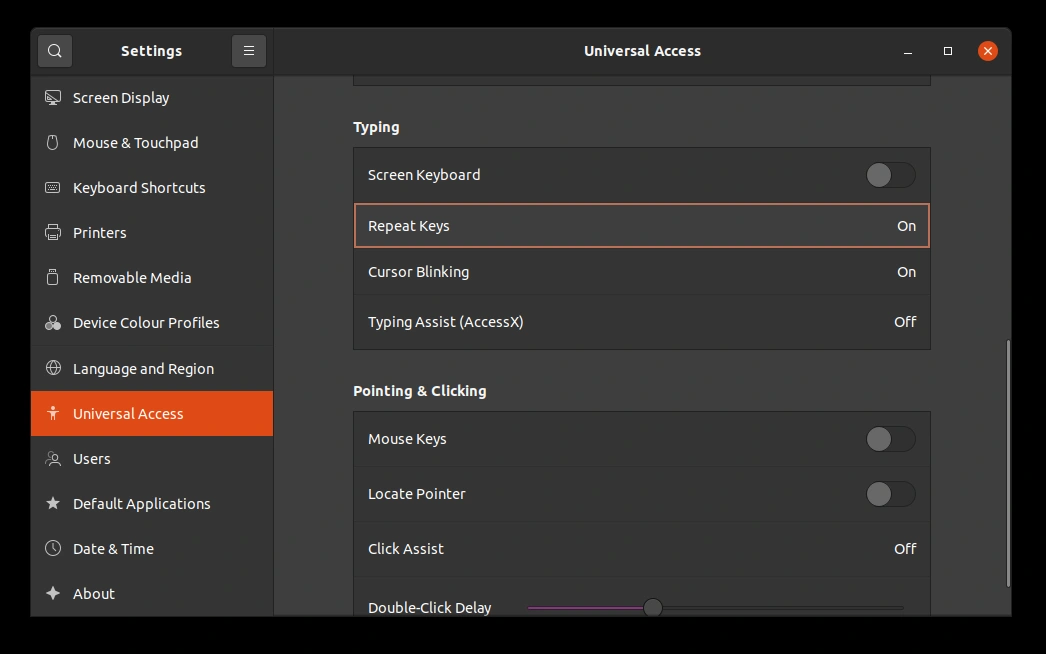 Settings
Universal Access
Screen Display
Mouse & Touchpad
Keyboard Shortcuts
Printers
Removable Media
Device Colour Profiles
Language and Region
Universal Access
Users
Default Applications
Date & Time
About
Typing
Screen Keyboard
Repeat Keys On
Cursor Blinking On
Typing Assist (AccessX) Off
Pointing & Clicking
Mouse Keys
Locate Pointer
Click Assist Off
Double-Click Delay